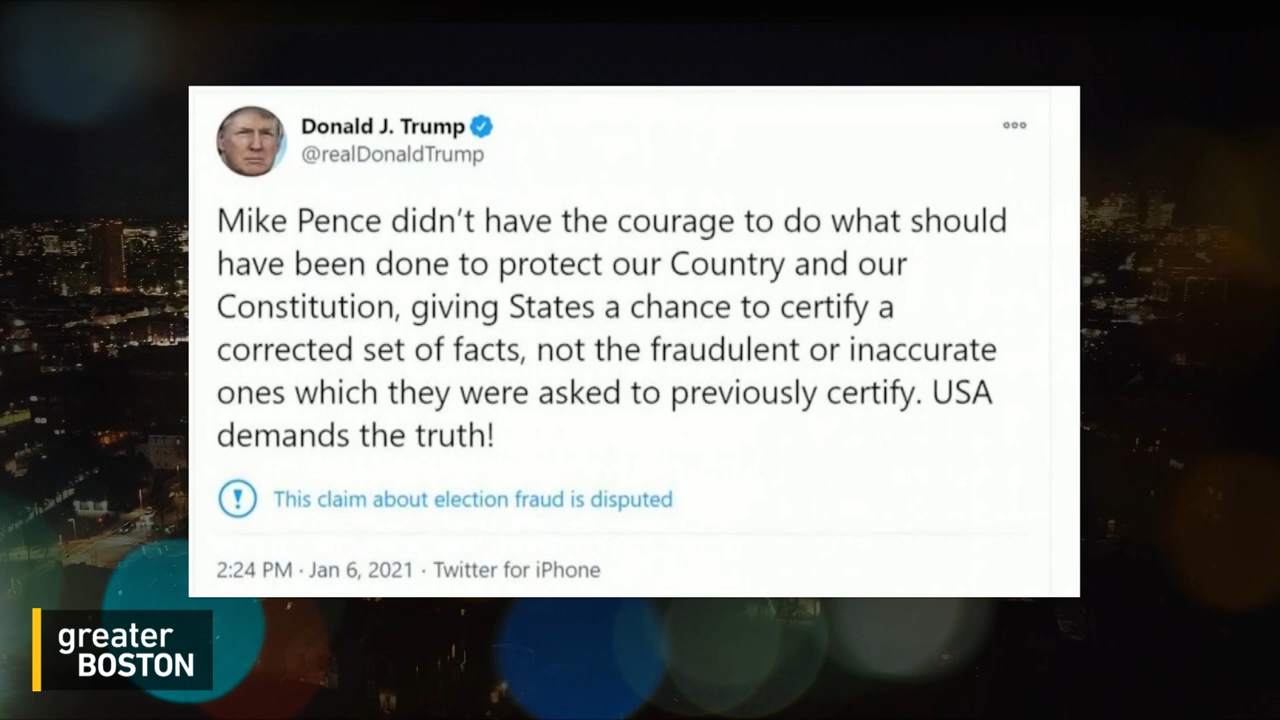 Donald J. Trump
@realDonaldTrump
Mike Pence didn't have the courage to do what should
have been done to protect our Country and our
Constitution, giving States a chance to certify a
corrected set of facts, not the fraudulent or inaccurate
ones which they were asked to previously certify. USA
demands the truth!
This claim about election fraud is disputed
2:24 PM · Jan 6, 2021 · Twitter for iPhone
greater
BOSTON